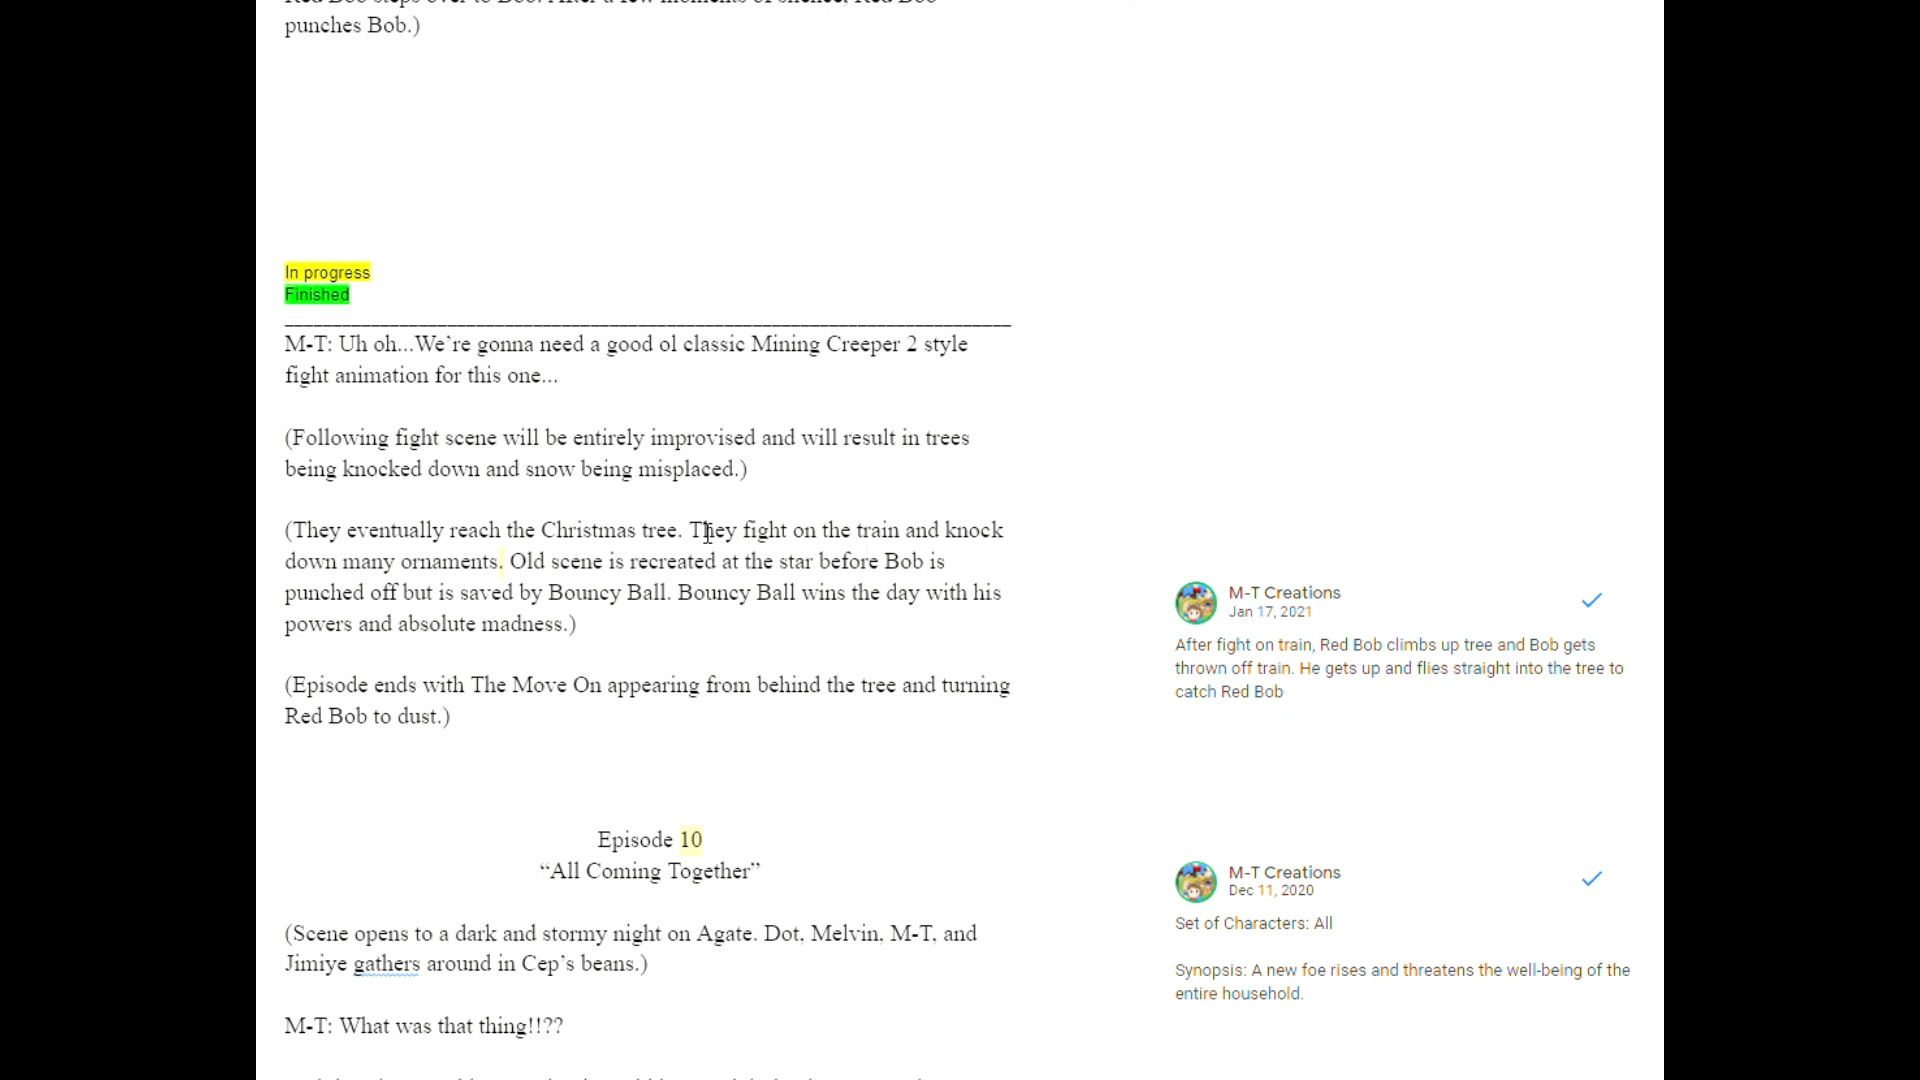 punches Bob.)
In progress
Finished
M-T: Uh oh...We're gonna need a good ol classic Mining Creeper 2 style
fight animation for this one...
(Following fight scene will be entirely improvised and will result in trees
being knocked down and snow being misplaced.)
(They eventually reach the Christmas tree. They fight on the train and knock
down many ornaments. Old scene is recreated at the star before Bob is
punched off but is saved by Bouncy Ball. Bouncy Ball wins the day with his
powers and absolute madness.)
(Episode ends with The Move On appearing from behind the tree and turning
Red Bob to dust.)
Episode 10
“All Coming Together”
(Scene opens to a dark and stormy night on Agate. Dot, Melvin, M-T, and
Jimiye gathers around in Cep’s beans.)
M-T: What was that thing!!??
M-T Creations
Jan 17, 2021
After fight on train, Red Bob climbs up tree and Bob gets
thrown off train. He gets up and flies straight into the tree to
catch Red Bob
M-T Creations
Dec 11, 2020
Set of Characters: All
Synopsis: A new foe rises and threatens the well-being of the
entire household.